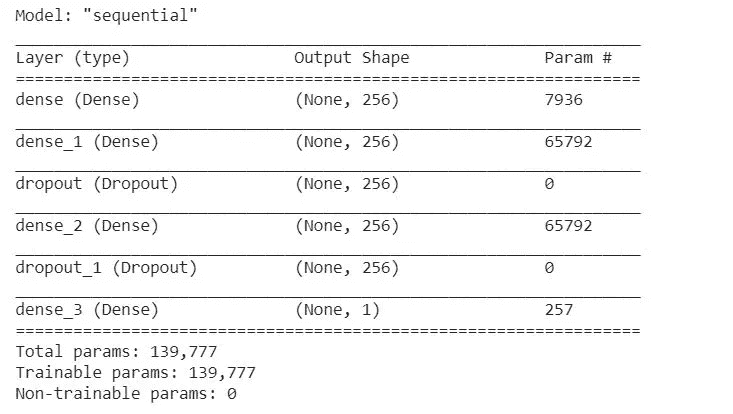 Model: "sequential"
Layer (type) Output Shape Param #
dense (Dense) (None, 256) 7936
dense_1 (Dense) (None, 256) 65792
dropout (Dropout) (None, 256) 0
dense_2 (Dense) (None, 256) 65792
dropout_1 (Dropout) (None, 256) 0
dense_3 (Dense) (None, 1) 257
Total params: 139,777
Trainable params: 139,777
Non-trainable params: 0